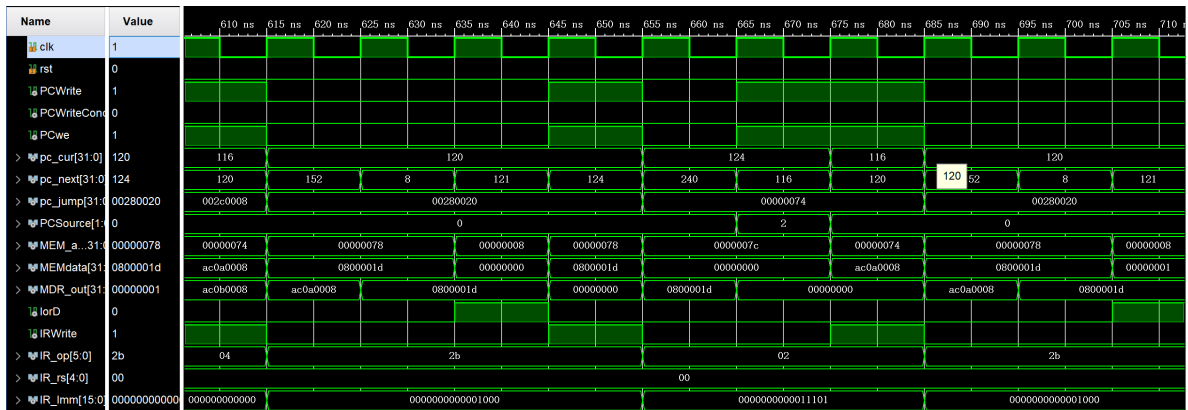 Name Value 610 ns 615 ns 620 ns 625 ns 630 ns 635 ns 640 ns 645 ns 650 ns 655 ns 660 ns 665 ns 670 ns 675 ns 680 ns 685 ns 690 ns 695 ns 700 ns 705 ns 710
clk 1
rst 0
PCWrite 1
PCWriteCond 0
PCwe 1
pc_cur[31:0] 120 116 120 124 116 120
pc_next[31:0 124 120 152 8 121 124 240 116 120 120 52 8 121
pc_jump[31:0 00280020 002c0008 00280020 00000074 00280020
PCSource[1: 0 0 2 0
MEM_a...31:0 00000078 00000074 00000078 00000008 00000078 0000007c 00000074 00000078 00000008
MEMdata[31: 0800001d ac0a0008 0800001d 00000000 0800001d 00000000 ac0a0008 0800001d 00000001
MDR_out[31: 00000001 ac0b0008 ac0a0008 0800001d 00000000 0800001d 00000000 ac0a0008 0800001d
IorD 0
IRWrite 1
IR_op[5:0] 2b 04 2b 02 2b
IR_rs[4:0] 00 00
IR_Imm[15:0 00000000000 000000000000 0000000000001000 0000000000011101 0000000000001000